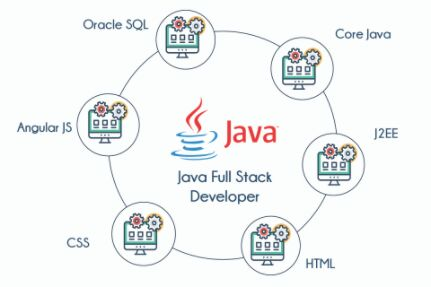 Oracle SQL
Core Java
Angular JS
Java
J2EE
Java Full Stack
Developer
CSS
HTML